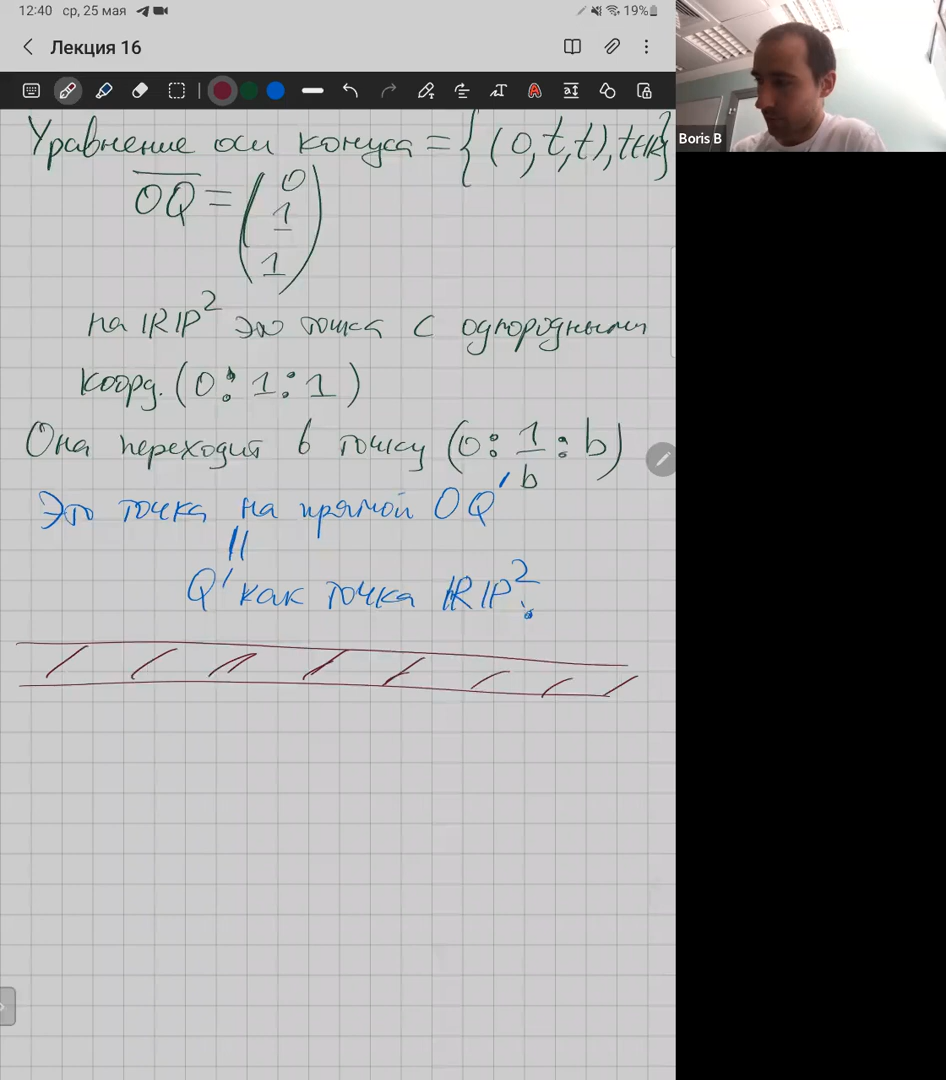 12:40 ср, 25 мая 19%
Лекция 16
Boris B
Уравнение оси конуса = {(0, t, t), t∈ℝ}
OQ = (0 1 1)
на ℝP² это точка с однородными
коорд. (0 : 1 : 1)
Она переходит в точку (0 : 1/b : b)
Это точка на прямой OQ'
||
Q' как точка ℝP².